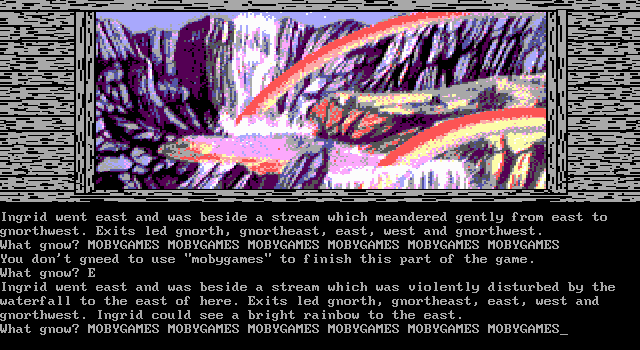 Ingrid went east and was beside a stream which meandered gently from east to
gnorthwest. Exits led gnorth, gnortheast, east, west and gnorthwest.
What gnow? MOBYGAMES MOBYGAMES MOBYGAMES MOBYGAMES MOBYGAMES MOBYGAMES
You don't gneed to use "mobygames" to finish this part of the game.
What gnow? E
Ingrid went east and was beside a stream which was violently disturbed by the
waterfall to the east of here. Exits led gnorth, gnortheast, east, west and
gnorthwest. Ingrid could see a bright rainbow to the east.
What gnow? MOBYGAMES MOBYGAMES MOBYGAMES MOBYGAMES MOBYGAMES MOBYGAMES_